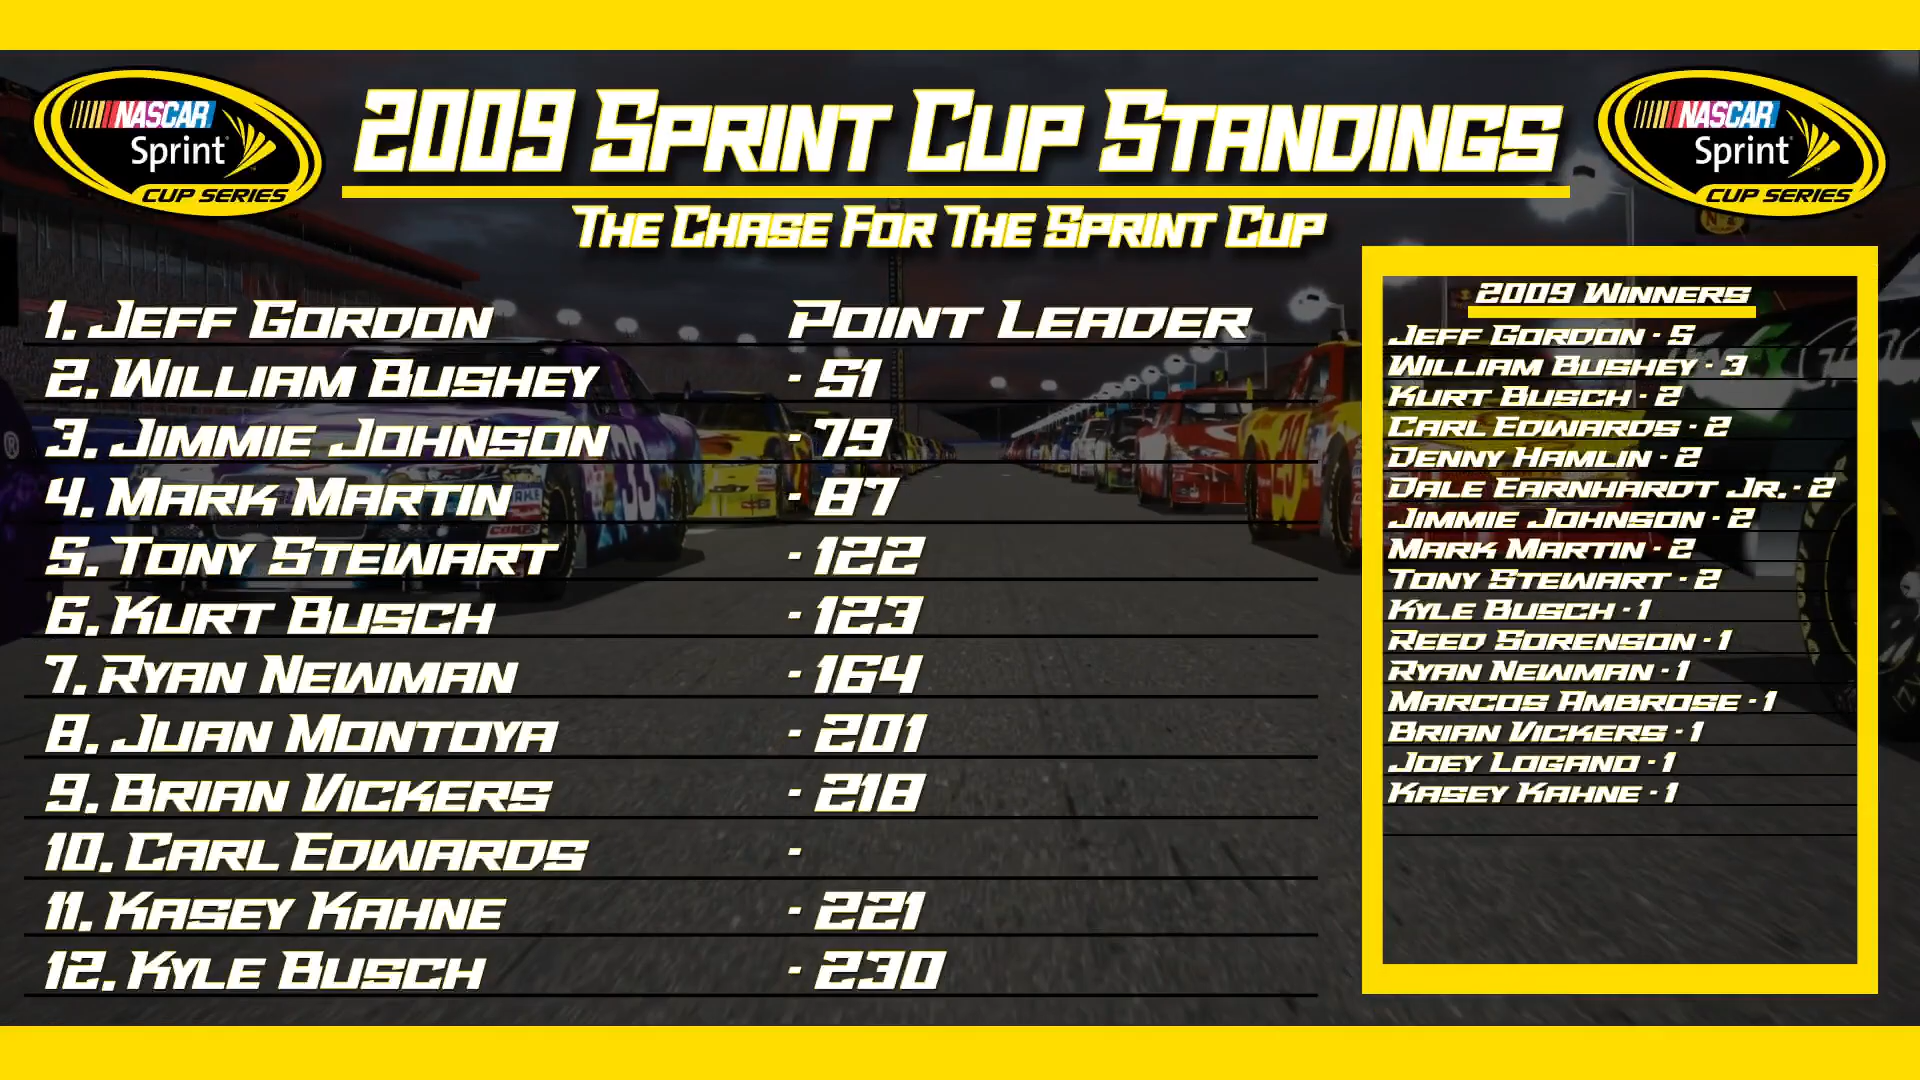 NASCAR
Sprint
CUP SERIES
2009 Sprint Cup Standings
NASCAR
Sprint
CUP SERIES
The Chase For The Sprint Cup
1. Jeff Gordon Point Leader
2. William Bushey - 51
3. Jimmie Johnson - 79
4. Mark Martin - 87
5. Tony Stewart - 122
6. Kurt Busch - 123
7. Ryan Newman - 164
8. Juan Montoya - 201
9. Brian Vickers - 218
10. Carl Edwards -
11. Kasey Kahne - 221
12. Kyle Busch - 230
2009 Winners
Jeff Gordon - 5
William Bushey - 3
Kurt Busch - 2
Carl Edwards - 2
Denny Hamlin - 2
Dale Earnhardt Jr. - 2
Jimmie Johnson - 2
Mark Martin - 2
Tony Stewart - 2
Kyle Busch - 1
Reed Sorenson - 1
Ryan Newman - 1
Marcos Ambrose - 1
Brian Vickers - 1
Joey Logano - 1
Kasey Kahne - 1
®
33
29